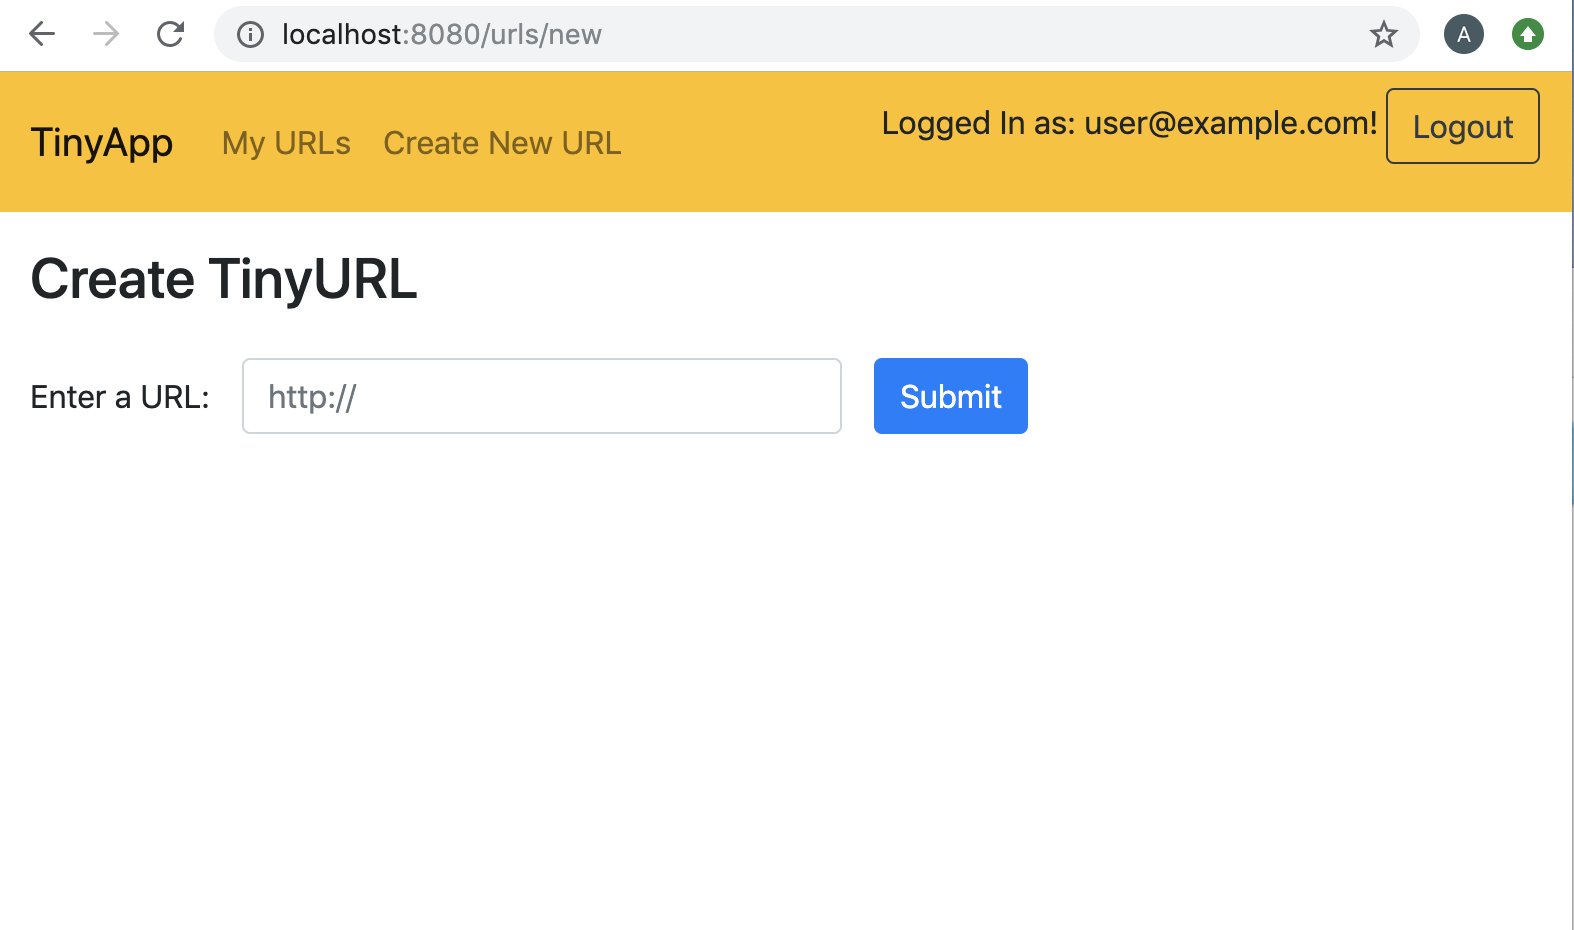 localhost:8080/urls/new
A
TinyApp My URLs Create New URL Logged In as: user@example.com! Logout
Create TinyURL
Enter a URL: http:// Submit